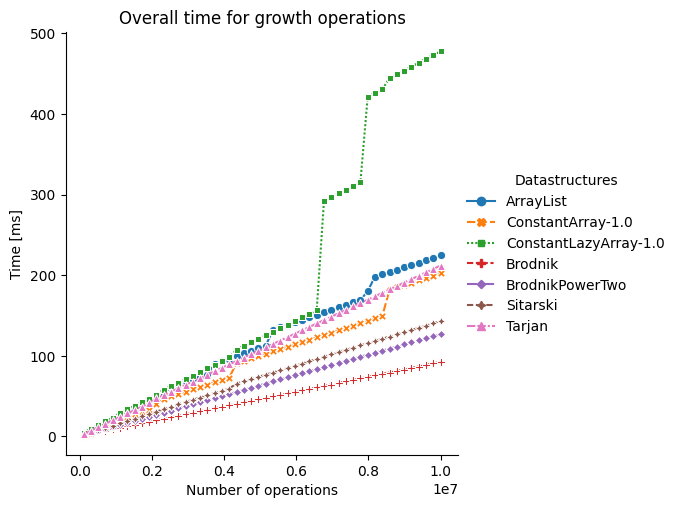 Overall time for growth operations
500
400
300
200
100
0
Time [ms]
0.0 0.2 0.4 0.6 0.8 1.0
1e7
Number of operations
Datastructures
ArrayList
ConstantArray-1.0
ConstantLazyArray-1.0
Brodnik
BrodnikPowerTwo
Sitarski
Tarjan